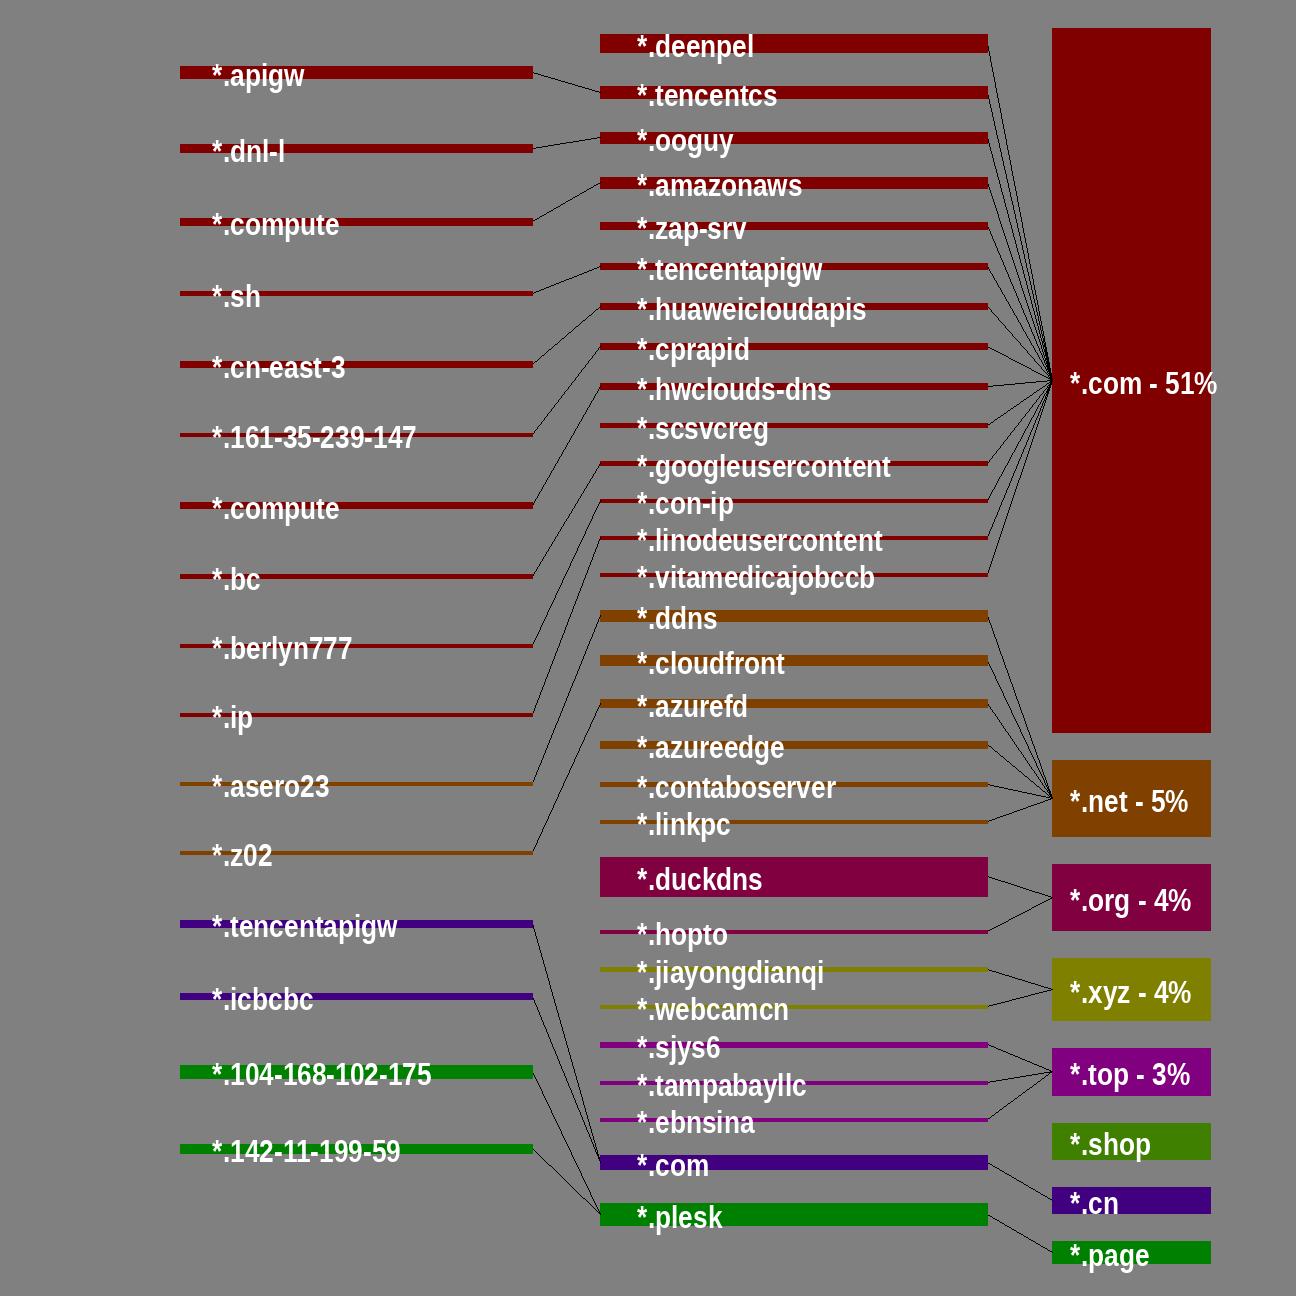 *.apigw
*.dnl-l
*.compute
*.sh
*.cn-east-3
*.161-35-239-147
*.compute
*.bc
*.berlyn777
*.ip
*.asero23
*.z02
*.tencentapigw
*.icbcbc
*.104-168-102-175
*.142-11-199-59
*.deenpel
*.tencentcs
*.ooguy
*.amazonaws
*.zap-srv
*.tencentapigw
*.huaweicloudapis
*.cprapid
*.hwclouds-dns
*.scsvcreg
*.googleusercontent
*.con-ip
*.linodeusercontent
*.vitamedicajobccb
*.ddns
*.cloudfront
*.azurefd
*.azureedge
*.contaboserver
*.linkpc
*.duckdns
*.hopto
*.jiayongdianqi
*.webcamcn
*.sjys6
*.tampabayllc
*.ebnsina
*.com
*.plesk
*.com - 51%
*.net - 5%
*.org - 4%
*.xyz - 4%
*.top - 3%
*.shop
*.cn
*.page